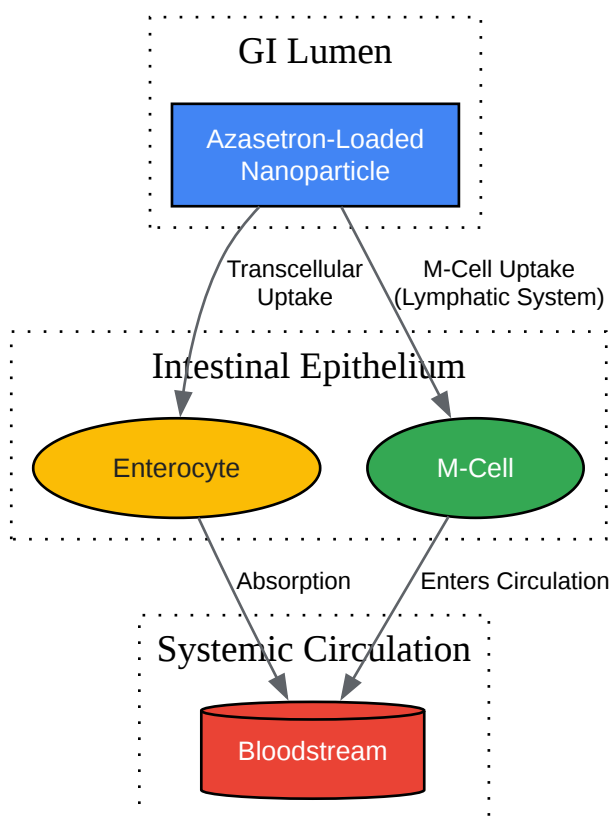 GI Lumen
Azasetron-Loaded
Nanoparticle
Transcellular
Uptake
M-Cell Uptake
(Lymphatic System)
Intestinal Epithelium
Enterocyte
M-Cell
Absorption
Enters Circulation
Systemic Circulation
Bloodstream